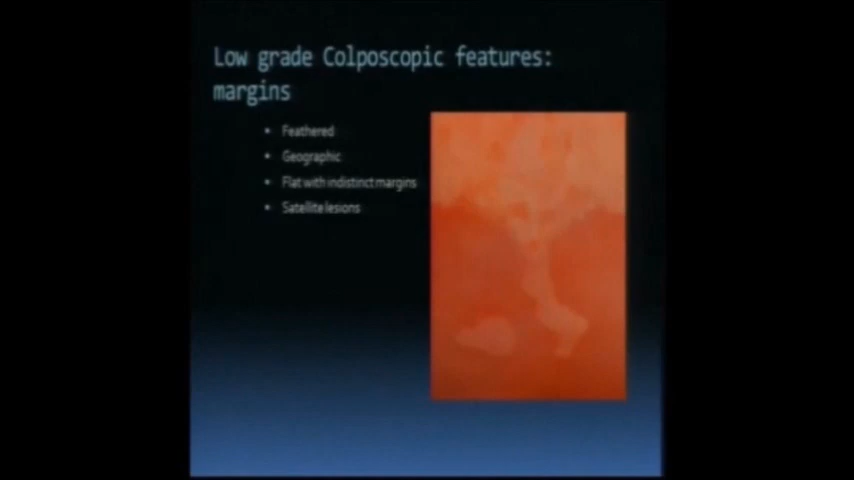 Low grade Colposcopic features:
margins
• Feathered
• Geographic
• Flat with indistinct margins
• Satellite lesions